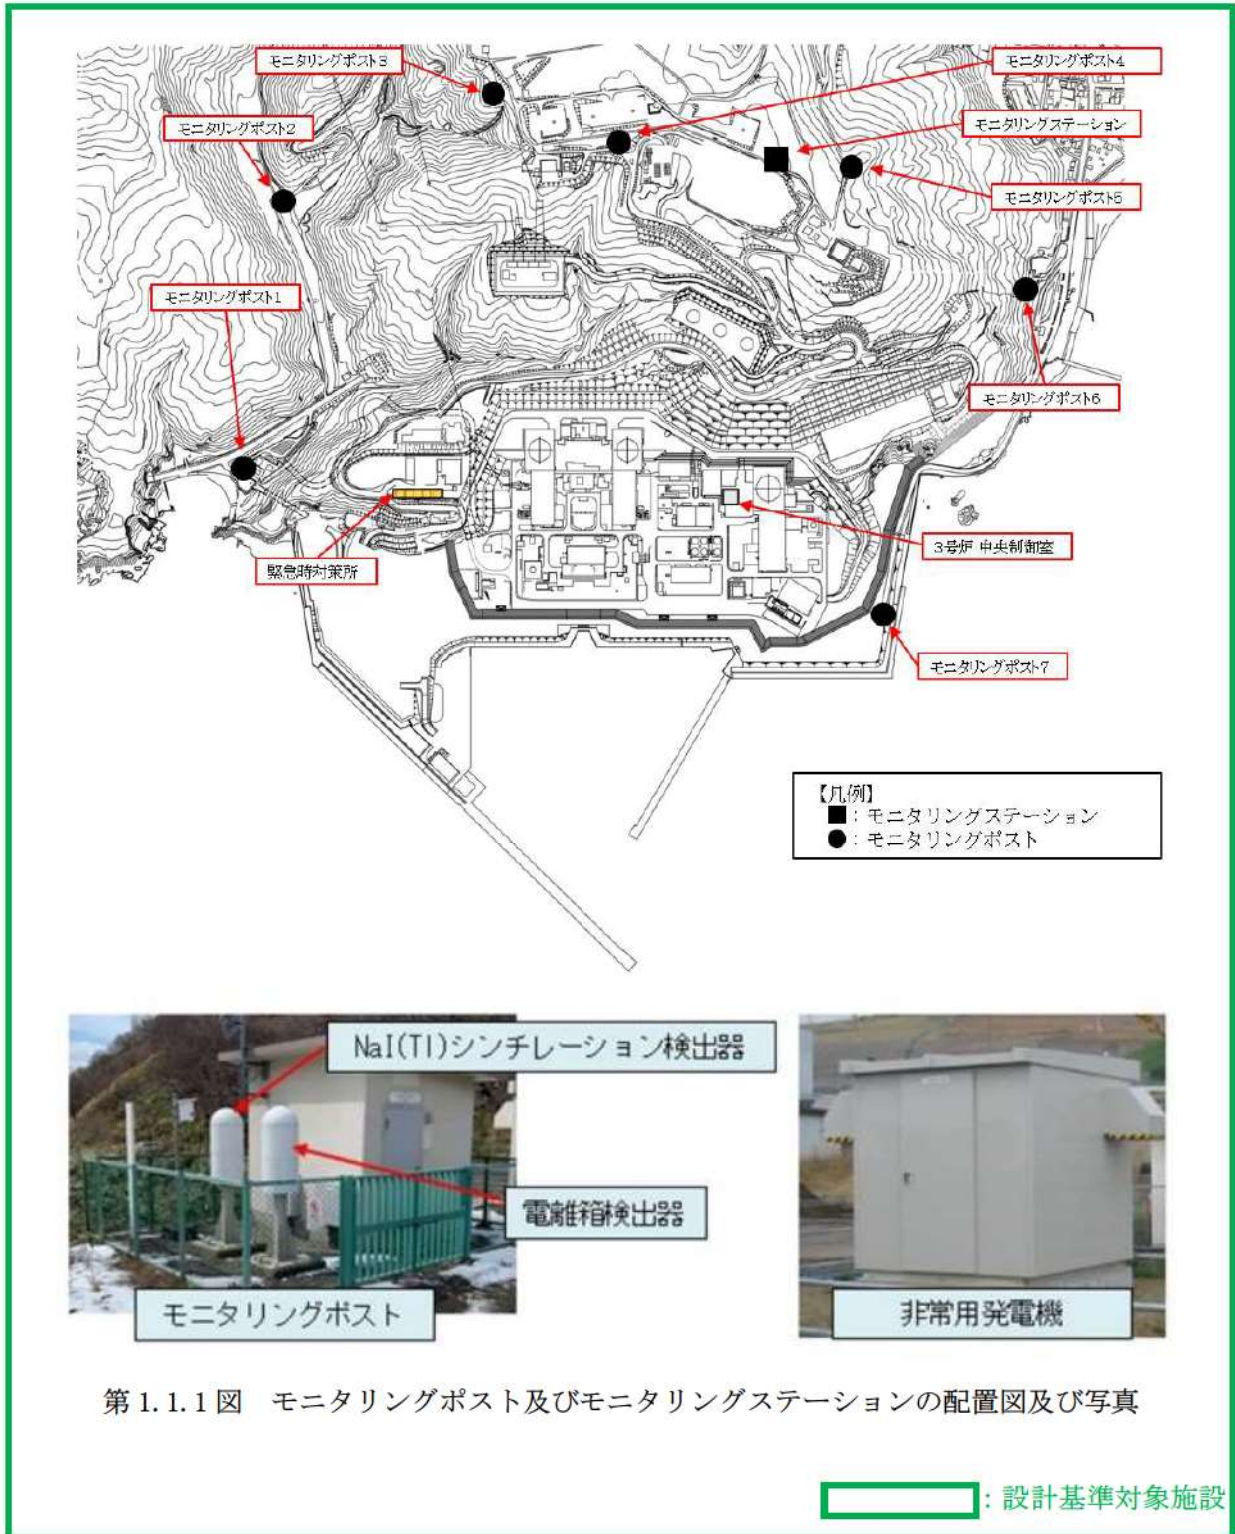 モニタリングポスト3
モニタリングポスト4
モニタリングポスト2
モニタリングステーション
モニタリングポスト5
モニタリングポスト1
モニタリングポスト6
3号炉 中央制御室
緊急時対策所
モニタリングポスト7
【凡例】
■：モニタリングステーション
●：モニタリングポスト
NaI(Tl)シンチレーション検出器
電離箱検出器
モニタリングポスト
非常用発電機
第1.1.1図 モニタリングポスト及びモニタリングステーションの配置図及び写真
：設計基準対象施設